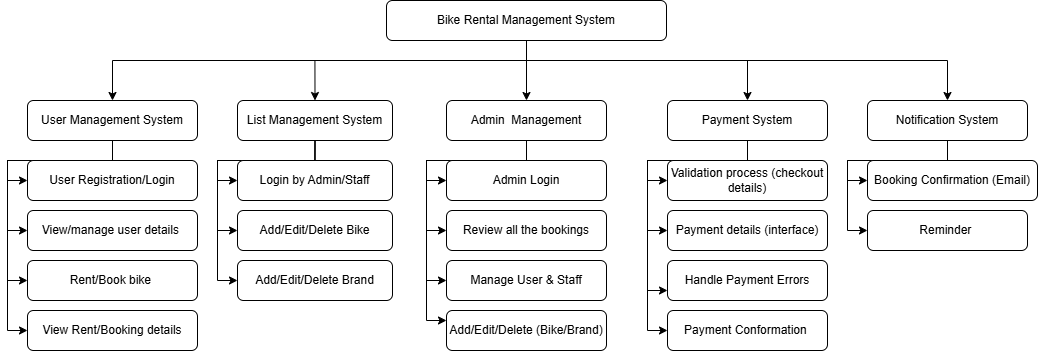 Bike Rental Management System
User Management System
List Management System
Admin Management
Payment System
Notification System
User Registration/Login
View/manage user details
Rent/Book bike
View Rent/Booking details
Login by Admin/Staff
Add/Edit/Delete Bike
Add/Edit/Delete Brand
Admin Login
Review all the bookings
Manage User & Staff
Add/Edit/Delete (Bike/Brand)
Validation process (checkout
details)
Payment details (interface)
Handle Payment Errors
Payment Conformation
Booking Confirmation (Email)
Reminder